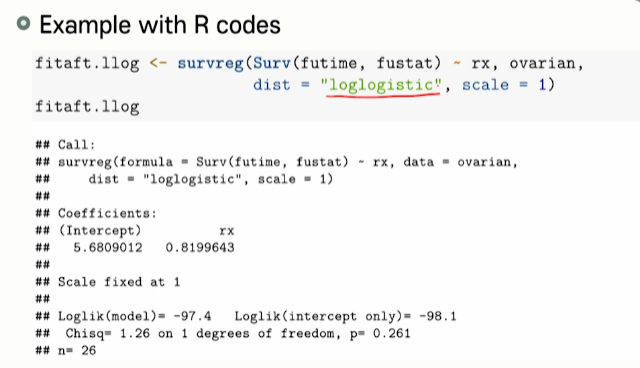 Example with R codes
fitaft.llog <- survreg(Surv(futime, fustat) ~ rx, ovarian,
dist = "loglogistic", scale = 1)
fitaft.llog
## Call:
## survreg(formula = Surv(futime, fustat) ~ rx, data = ovarian,
##     dist = "loglogistic", scale = 1)
##
## Coefficients:
## (Intercept)          rx
##   5.6809012   0.8199643
##
## Scale fixed at 1
##
## Loglik(model)= -97.4   Loglik(intercept only)= -98.1
##  Chisq= 1.26 on 1 degrees of freedom, p= 0.261
## n= 26